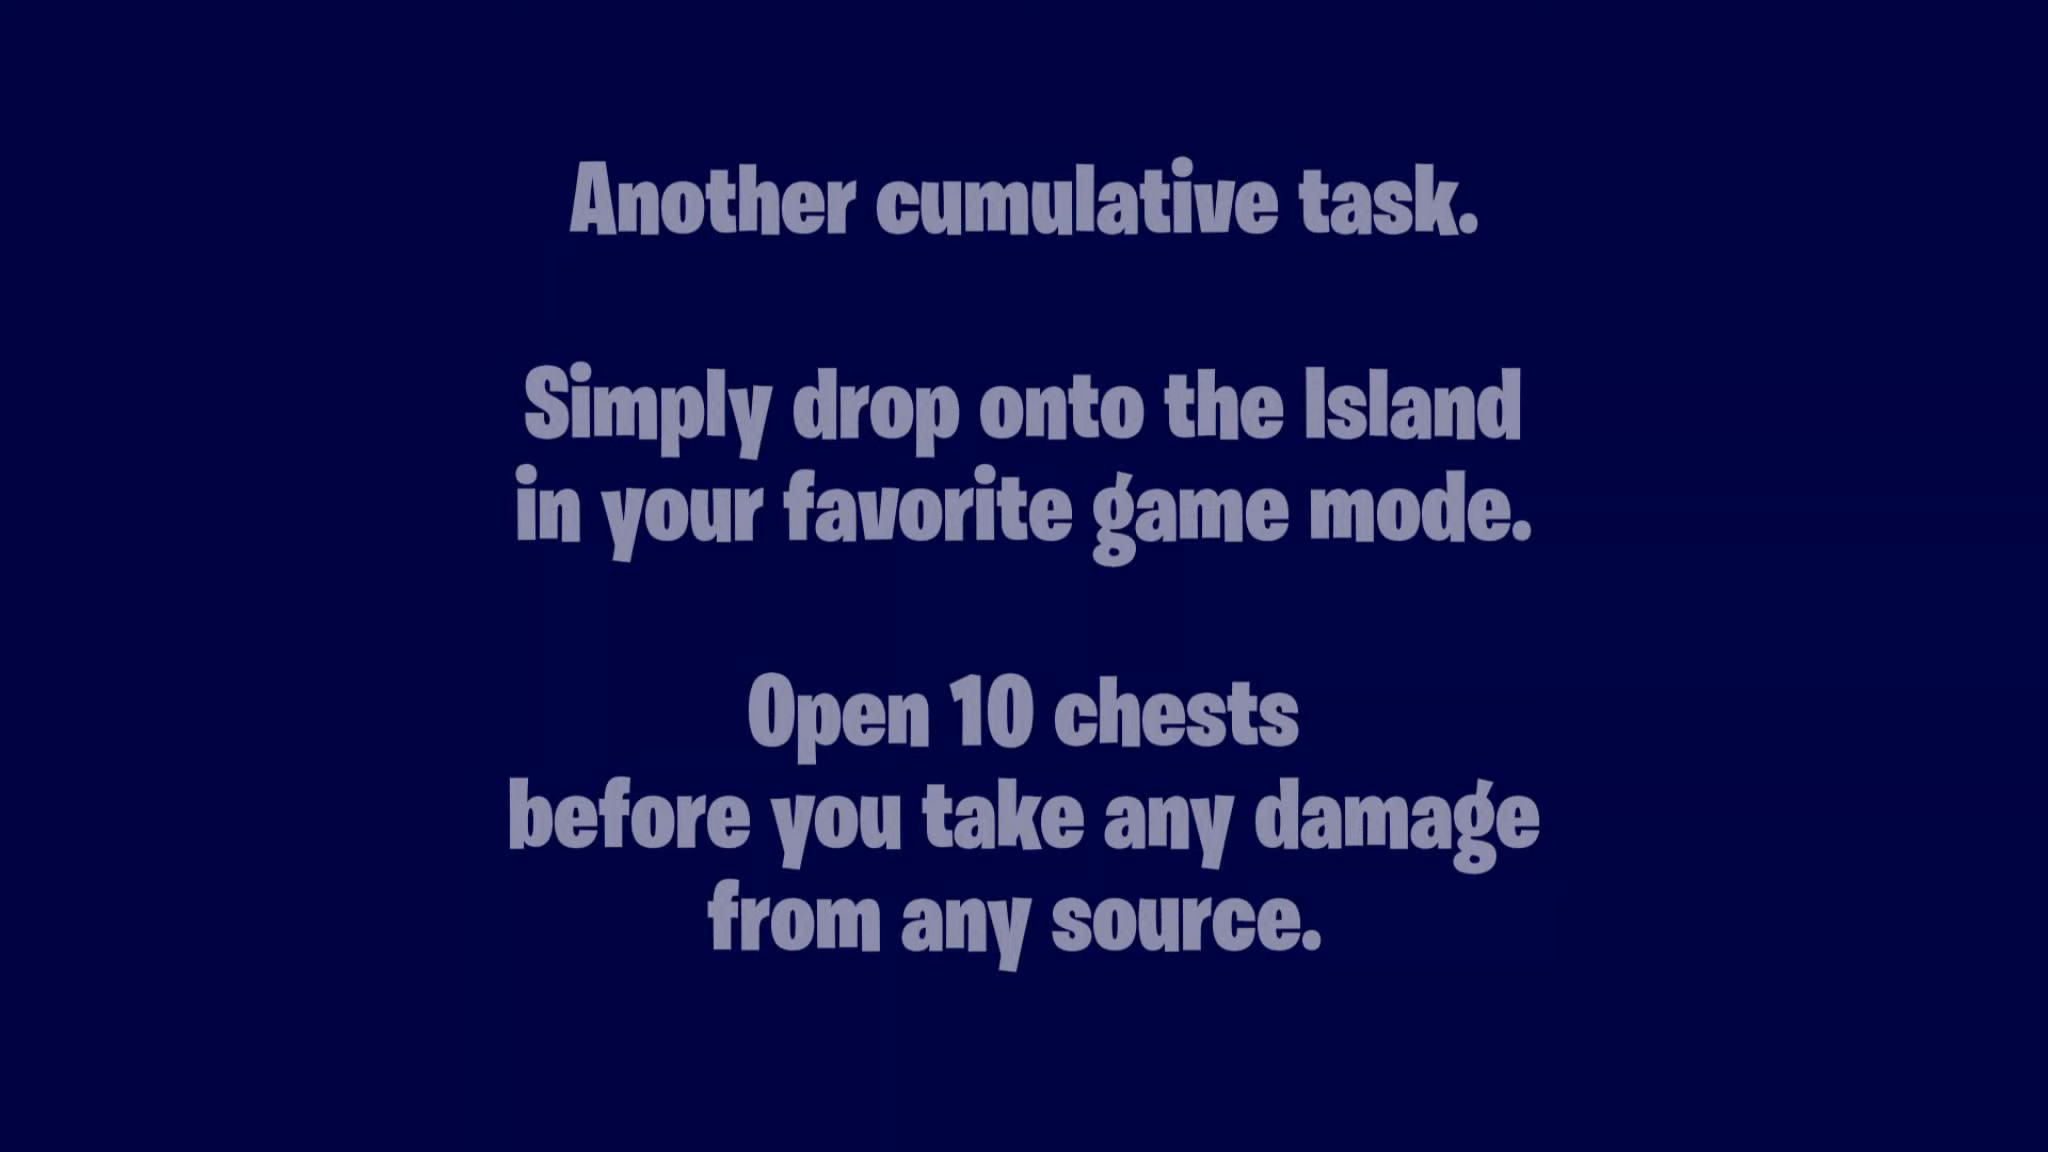 Another cumulative task.
Simply drop onto the Island
in your favorite game mode.
Open 10 chests
before you take any damage
from any source.